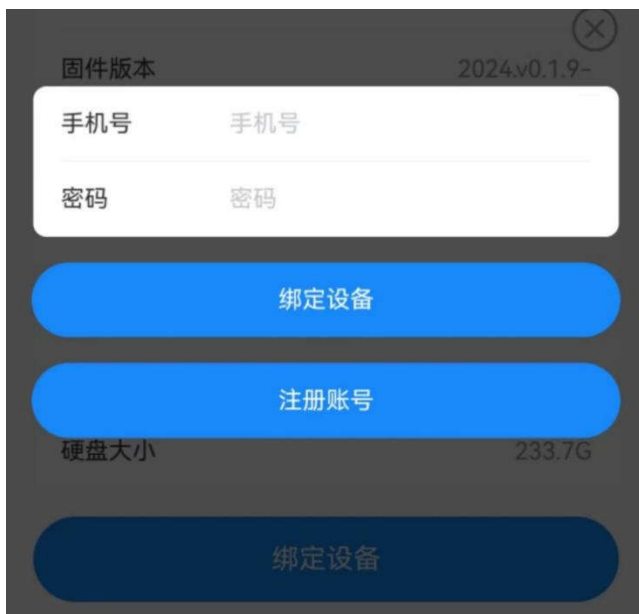 固件版本 2024.v0.1.9-
手机号 手机号
密码 密码
绑定设备
注册账号
硬盘大小 233.7G
绑定设备